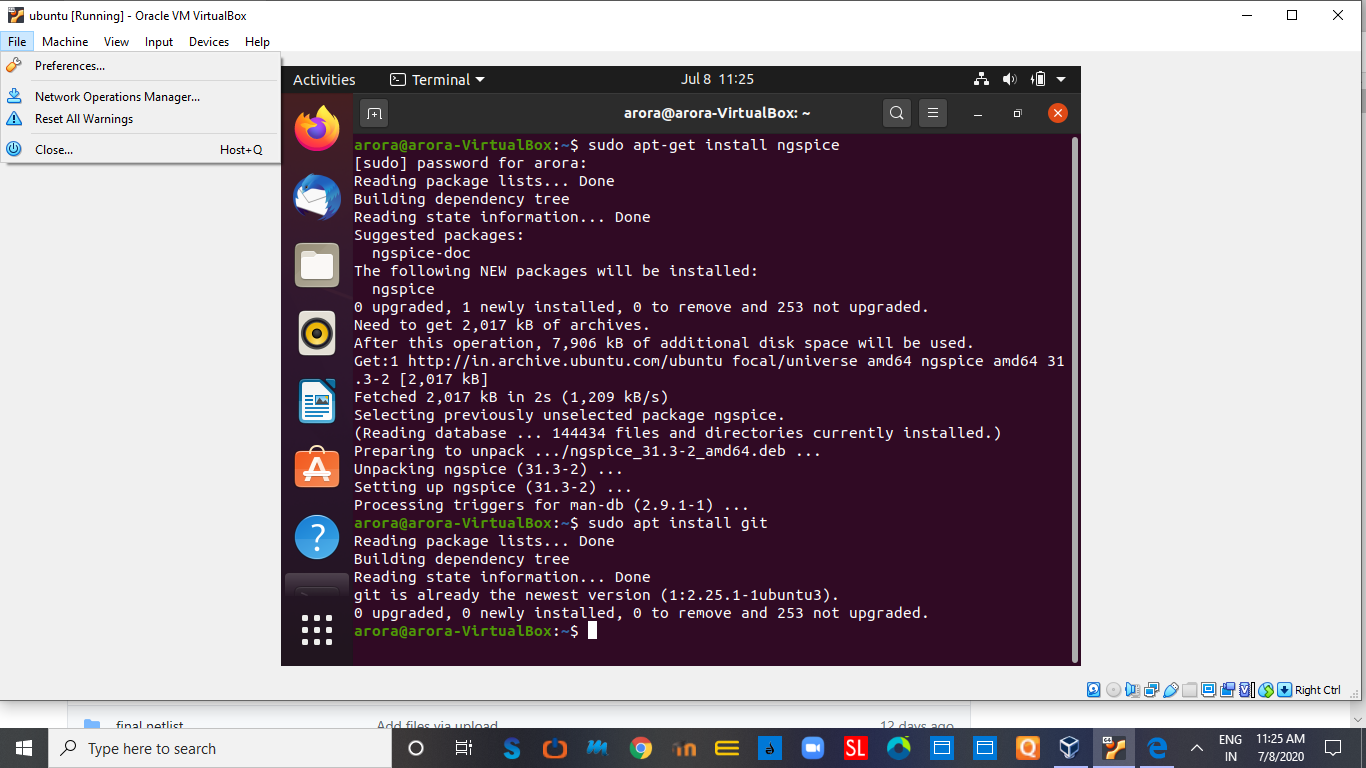 ubuntu [Running] - Oracle VM VirtualBox
File Machine View Input Devices Help
Preferences...
Network Operations Manager...
Reset All Warnings
Close... Host+Q
Activities Terminal Jul 8 11:25
arora@arora-VirtualBox: ~
arora@arora-VirtualBox:~$ sudo apt-get install ngspice
[sudo] password for arora:
Reading package lists... Done
Building dependency tree
Reading state information... Done
Suggested packages:
  ngspice-doc
The following NEW packages will be installed:
  ngspice
0 upgraded, 1 newly installed, 0 to remove and 253 not upgraded.
Need to get 2,017 kB of archives.
After this operation, 7,906 kB of additional disk space will be used.
Get:1 http://in.archive.ubuntu.com/ubuntu focal/universe amd64 ngspice amd64 31
.3-2 [2,017 kB]
Fetched 2,017 kB in 2s (1,209 kB/s)
Selecting previously unselected package ngspice.
(Reading database ... 144434 files and directories currently installed.)
Preparing to unpack .../ngspice_31.3-2_amd64.deb ...
Unpacking ngspice (31.3-2) ...
Setting up ngspice (31.3-2) ...
Processing triggers for man-db (2.9.1-1) ...
arora@arora-VirtualBox:~$ sudo apt install git
Reading package lists... Done
Building dependency tree
Reading state information... Done
git is already the newest version (1:2.25.1-1ubuntu3).
0 upgraded, 0 newly installed, 0 to remove and 253 not upgraded.
arora@arora-VirtualBox:~$
Right Ctrl
final netlist Add files via upload 12 days ago
Type here to search
SL
ENG
IN
11:25 AM
7/8/2020